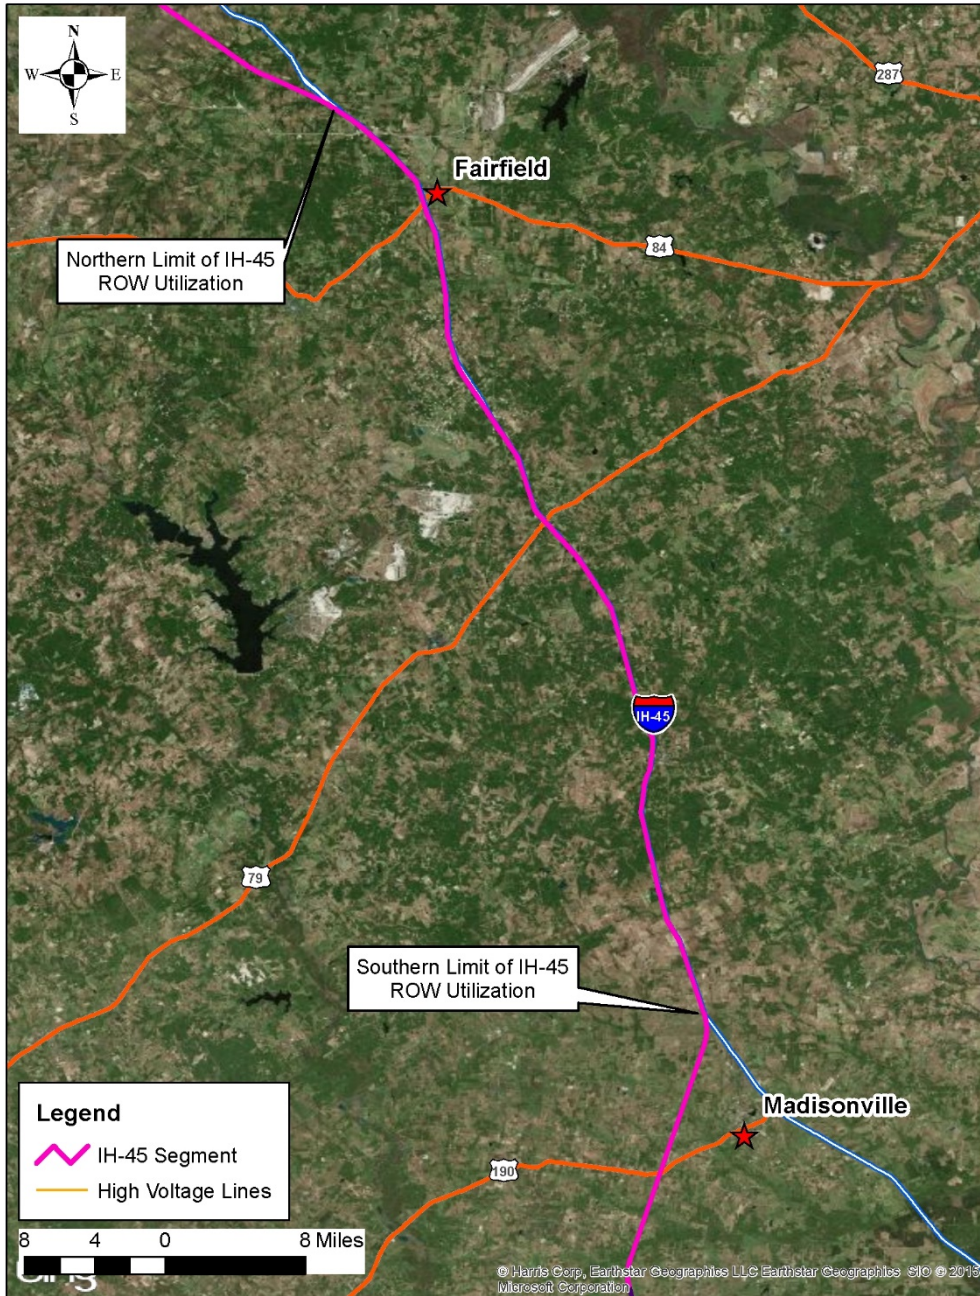 N
W E
S
287
Fairfield
84
Northern Limit of IH-45
ROW Utilization
IH-45
79
Southern Limit of IH-45
ROW Utilization
Madisonville
190
Legend
IH-45 Segment
High Voltage Lines
8 4 0 8 Miles
© Harris Corp, Earthstar Geographics LLC Earthstar Geographics SIO @ 2016
Microsoft Corporation